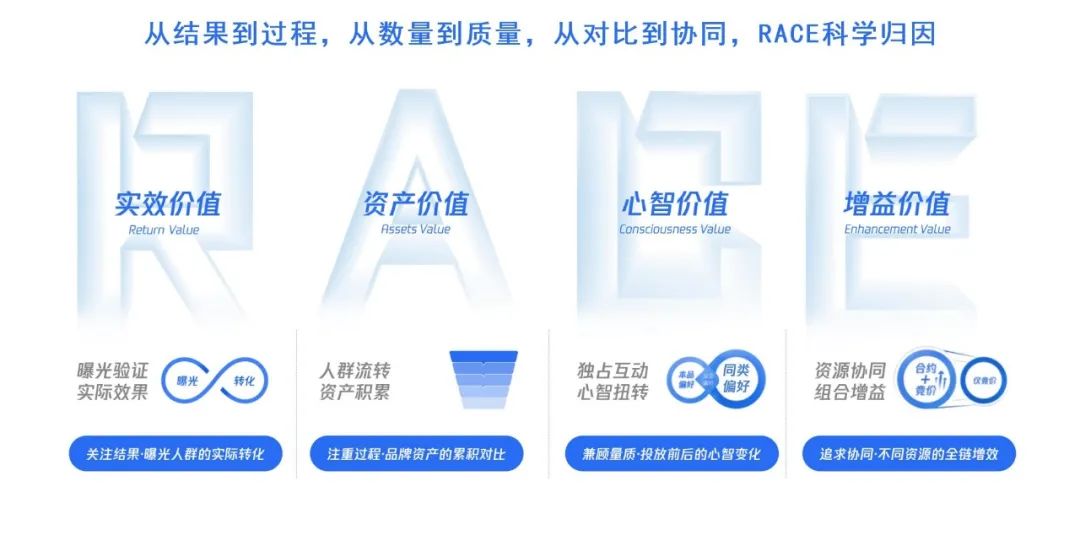 从结果到过程，从数量到质量，从对比到协同，RACE科学归因
实效价值
Return Value
资产价值
Assets Value
心智价值
Consciousness Value
增益价值
Enhancement Value
曝光验证
实际效果
曝光
转化
人群流转
资产积累
独占互动
心智扭转
本品
偏好
同类
偏好
资源协同
组合增益
合约
+
竞价
仅竞价
关注结果·曝光人群的实际转化
注重过程·品牌资产的累积对比
兼顾量质·投放前后的心智变化
追求协同·不同资源的全链增效